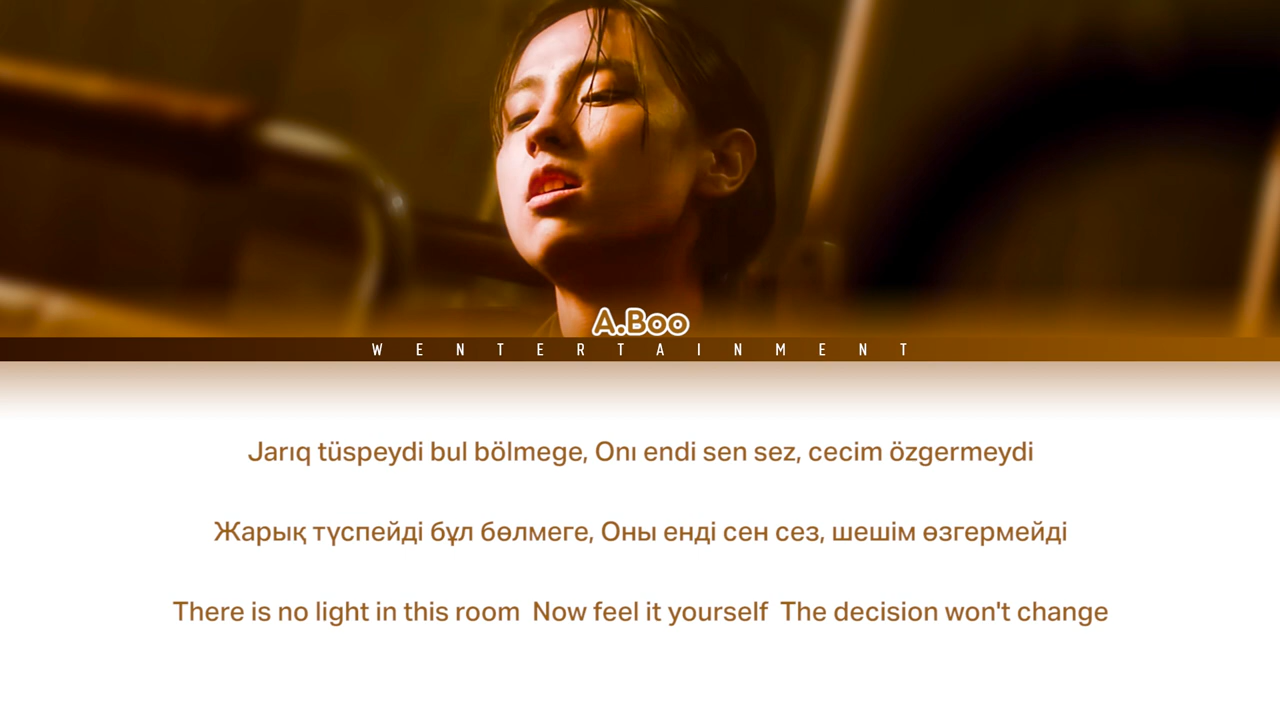 A.Boo
WENTERTAINMENT
Jarıq tüspeydi bul bölmege, Onı endi sen sez, cecim özgermeydi
Жарық түспейді бұл бөлмеге, Оны енді сен сез, шешім өзгермейді
There is no light in this room  Now feel it yourself  The decision won't change